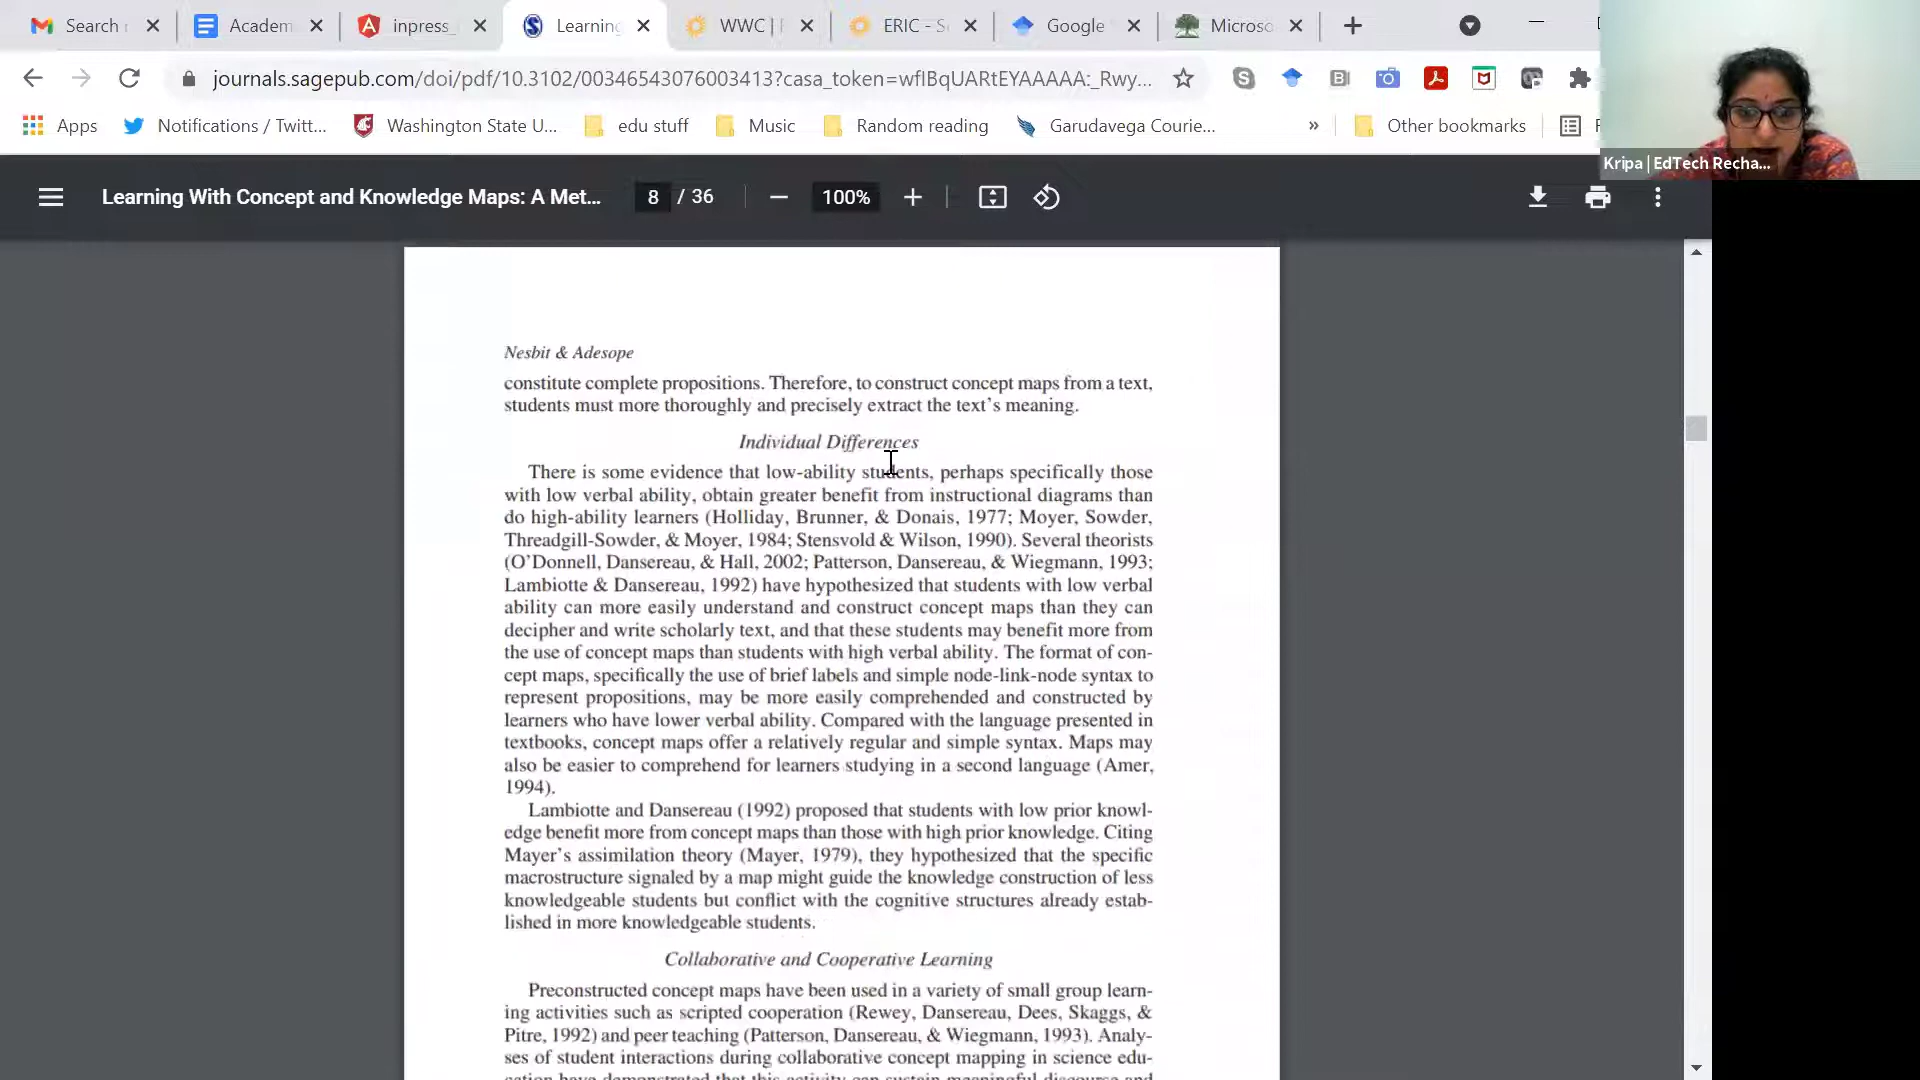 Search r
Academ
inpress_
Learning
WWC | F
ERIC - S
Google
Microso
journals.sagepub.com/doi/pdf/10.3102/00346543076003413?casa_token=wfIBqUARtEYAAAAA:_Rwy...
Apps
Notifications / Twitt...
Washington State U...
edu stuff
Music
Random reading
Garudavega Courie...
»
Other bookmarks
Kripa | EdTech Recha...
Learning With Concept and Knowledge Maps: A Met...
8 / 36
100%
Nesbit & Adesope
constitute complete propositions. Therefore, to construct concept maps from a text,
students must more thoroughly and precisely extract the text's meaning.
Individual Differences
There is some evidence that low-ability students, perhaps specifically those
with low verbal ability, obtain greater benefit from instructional diagrams than
do high-ability learners (Holliday, Brunner, & Donais, 1977; Moyer, Sowder,
Threadgill-Sowder, & Moyer, 1984; Stensvold & Wilson, 1990). Several theorists
(O'Donnell, Dansereau, & Hall, 2002; Patterson, Dansereau, & Wiegmann, 1993;
Lambiotte & Dansereau, 1992) have hypothesized that students with low verbal
ability can more easily understand and construct concept maps than they can
decipher and write scholarly text, and that these students may benefit more from
the use of concept maps than students with high verbal ability. The format of con-
cept maps, specifically the use of brief labels and simple node-link-node syntax to
represent propositions, may be more easily comprehended and constructed by
learners who have lower verbal ability. Compared with the language presented in
textbooks, concept maps offer a relatively regular and simple syntax. Maps may
also be easier to comprehend for learners studying in a second language (Amer,
1994).
Lambiotte and Dansereau (1992) proposed that students with low prior knowl-
edge benefit more from concept maps than those with high prior knowledge. Citing
Mayer's assimilation theory (Mayer, 1979), they hypothesized that the specific
macrostructure signaled by a map might guide the knowledge construction of less
knowledgeable students but conflict with the cognitive structures already estab-
lished in more knowledgeable students.
Collaborative and Cooperative Learning
Preconstructed concept maps have been used in a variety of small group learn-
ing activities such as scripted cooperation (Rewey, Dansereau, Dees, Skaggs, &
Pitre, 1992) and peer teaching (Patterson, Dansereau, & Wiegmann, 1993). Analy-
ses of student interactions during collaborative concept mapping in science edu-
cation have demonstrated that this activity can sustain meaningful discourse and